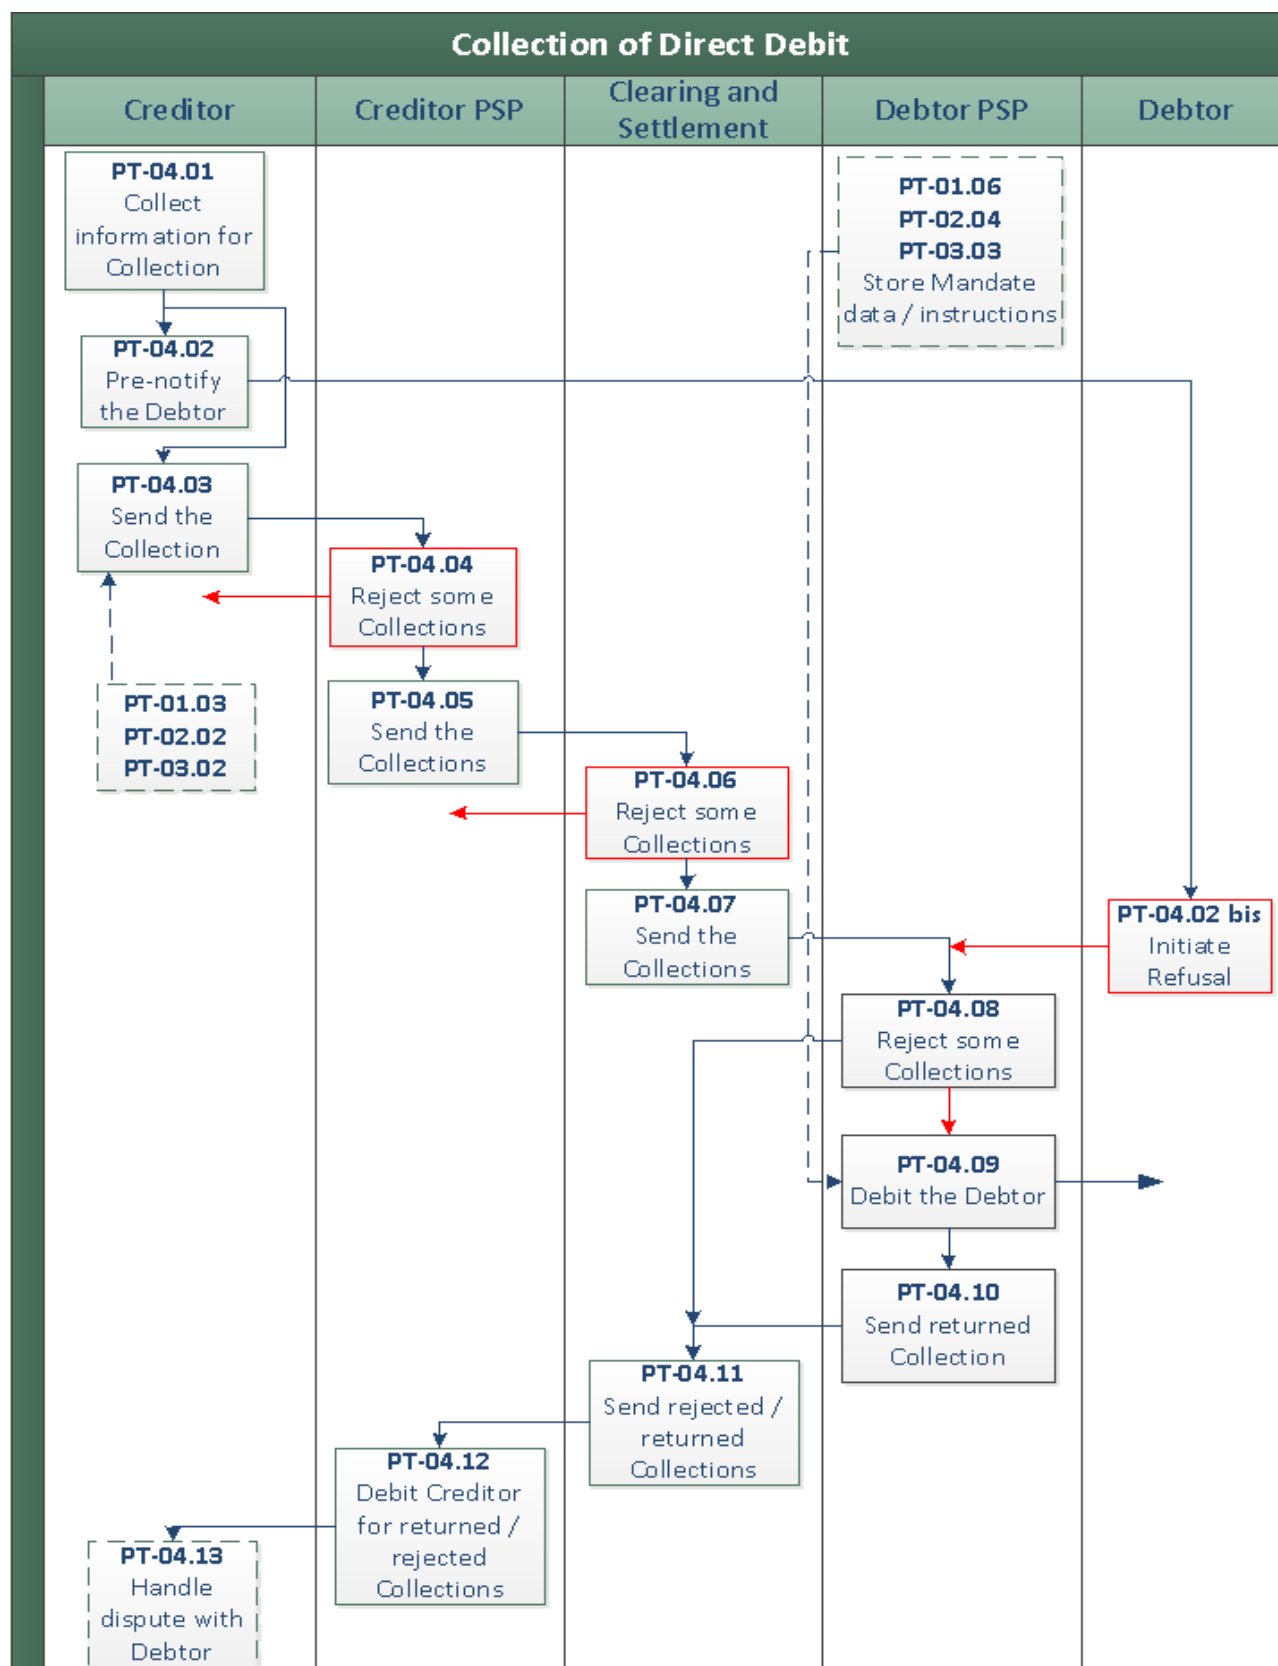 Collection of Direct Debit
Creditor
Creditor PSP
Clearing and
Settlement
Debtor PSP
Debtor
PT-04.01
Collect
information for
Collection
PT-01.06
PT-02.04
PT-03.03
Store Mandate
data / instructions
PT-04.02
Pre-notify
the Debtor
PT-04.03
Send the
Collection
PT-04.04
Reject some
Collections
PT-01.03
PT-02.02
PT-03.02
PT-04.05
Send the
Collections
PT-04.06
Reject some
Collections
PT-04.07
Send the
Collections
PT-04.02 bis
Initiate
Refusal
PT-04.08
Reject some
Collections
PT-04.09
Debit the Debtor
PT-04.10
Send returned
Collection
PT-04.11
Send rejected /
returned
Collections
PT-04.12
Debit Creditor
for returned /
rejected
Collections
PT-04.13
Handle
dispute with
Debtor